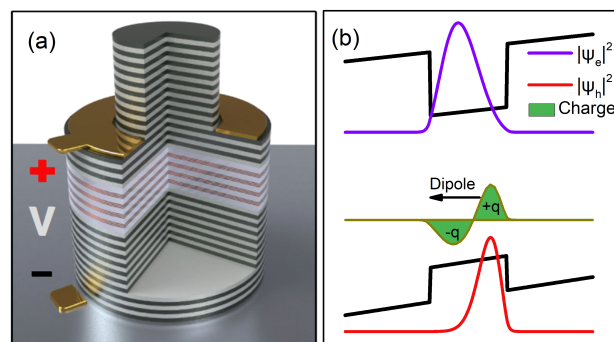 (a)
+
V
−
(b)
|Ψe|²
|Ψh|²
Charge
Dipole
+q
-q